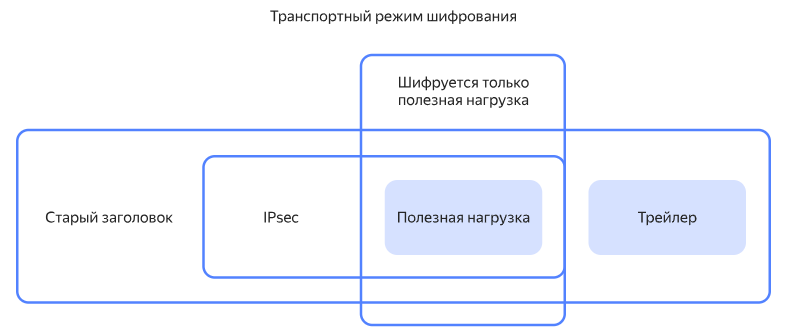 Транспортный режим шифрования
Шифруется только
полезная нагрузка
Старый заголовок
IPsec
Полезная нагрузка
Трейлер